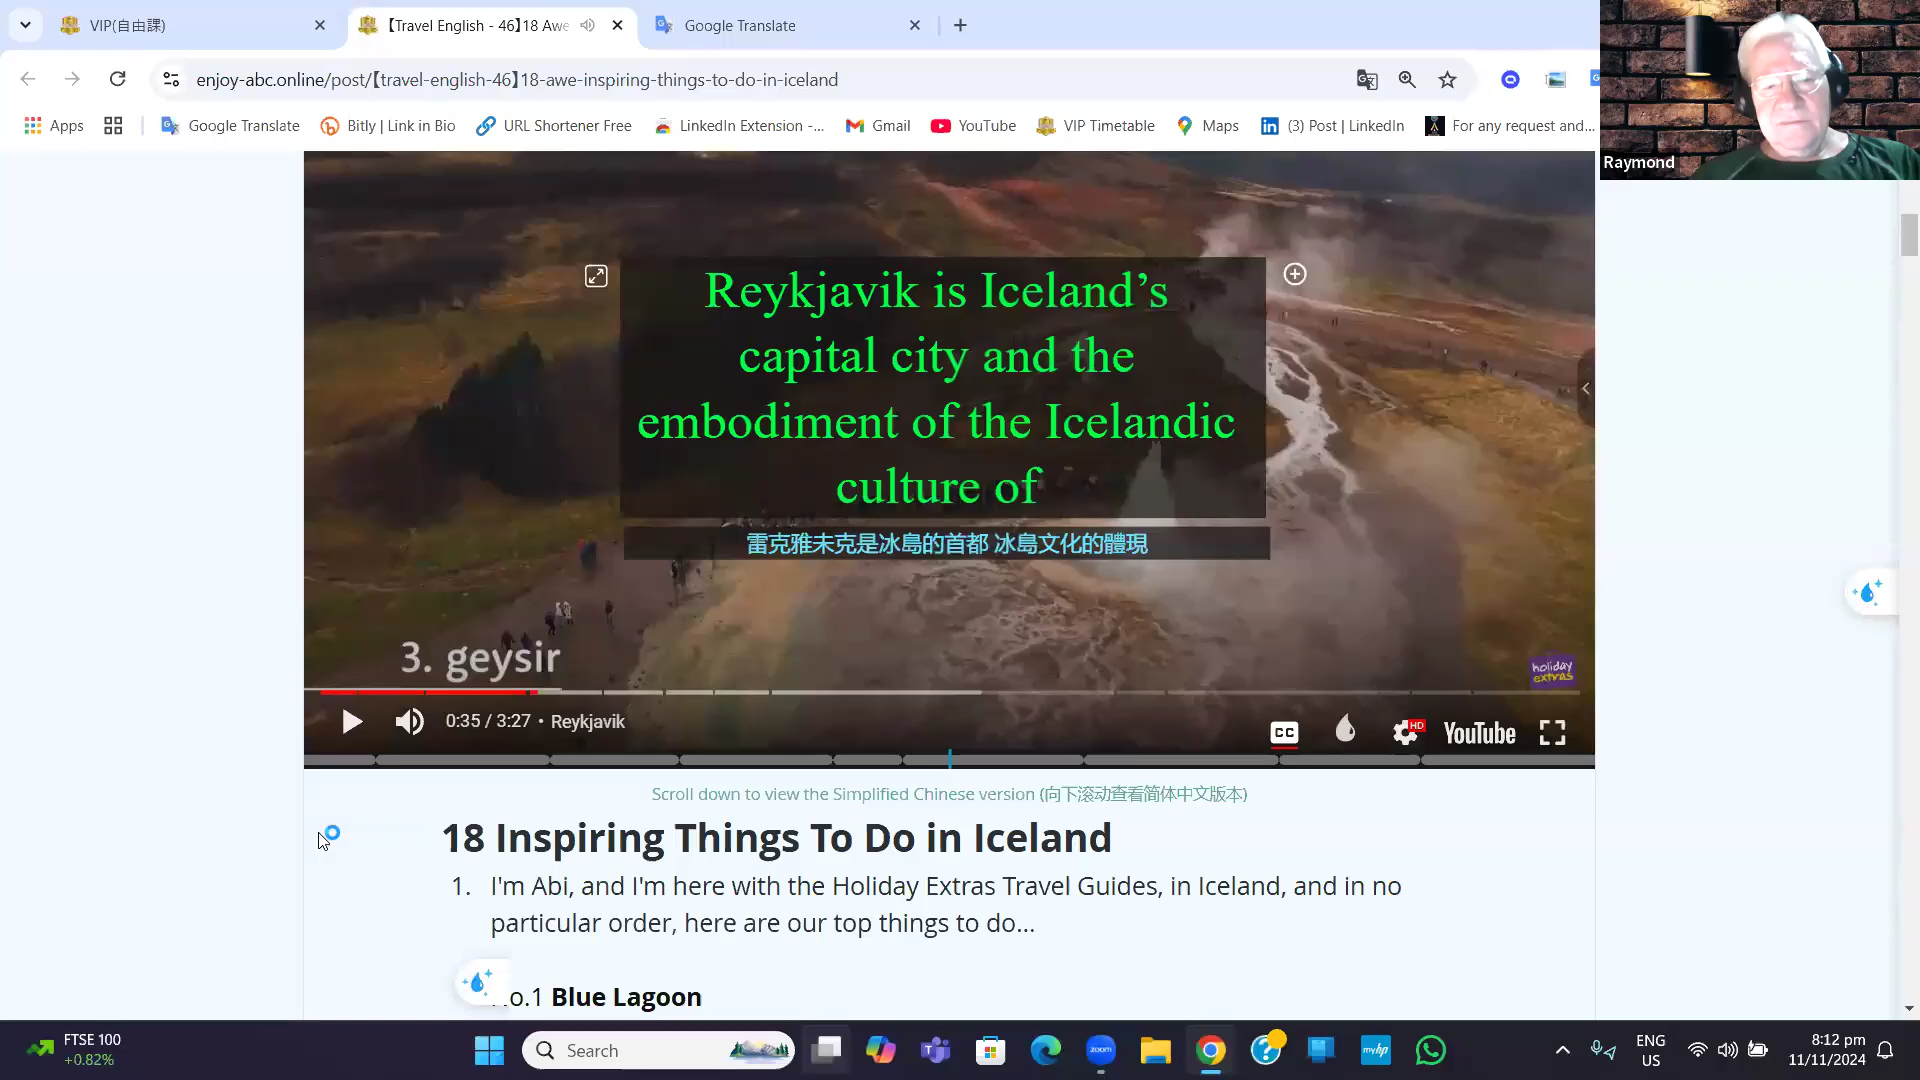 VIP(自由課)
【Travel English - 46】18 Awe
Google Translate
enjoy-abc.online/post/【travel-english-46】18-awe-inspiring-things-to-do-in-iceland
Apps
Google Translate
Bitly | Link in Bio
URL Shortener Free
LinkedIn Extension -...
Gmail
YouTube
VIP Timetable
Maps
(3) Post | LinkedIn
For any request and...
Raymond
Reykjavik is Iceland’s
capital city and the
embodiment of the Icelandic
culture of
雷克雅未克是冰島的首都 冰島文化的體現
3. geysir
holiday
extras
0:35 / 3:27 • Reykjavik
CC
HD
YouTube
Scroll down to view the Simplified Chinese version (向下滚动查看简体中文版本)
18 Inspiring Things To Do in Iceland
1. I'm Abi, and I'm here with the Holiday Extras Travel Guides, in Iceland, and in no
particular order, here are our top things to do...
o.1 Blue Lagoon
FTSE 100
+0.82%
Search
zoom
myhp
ENG
US
8:12 pm
11/11/2024